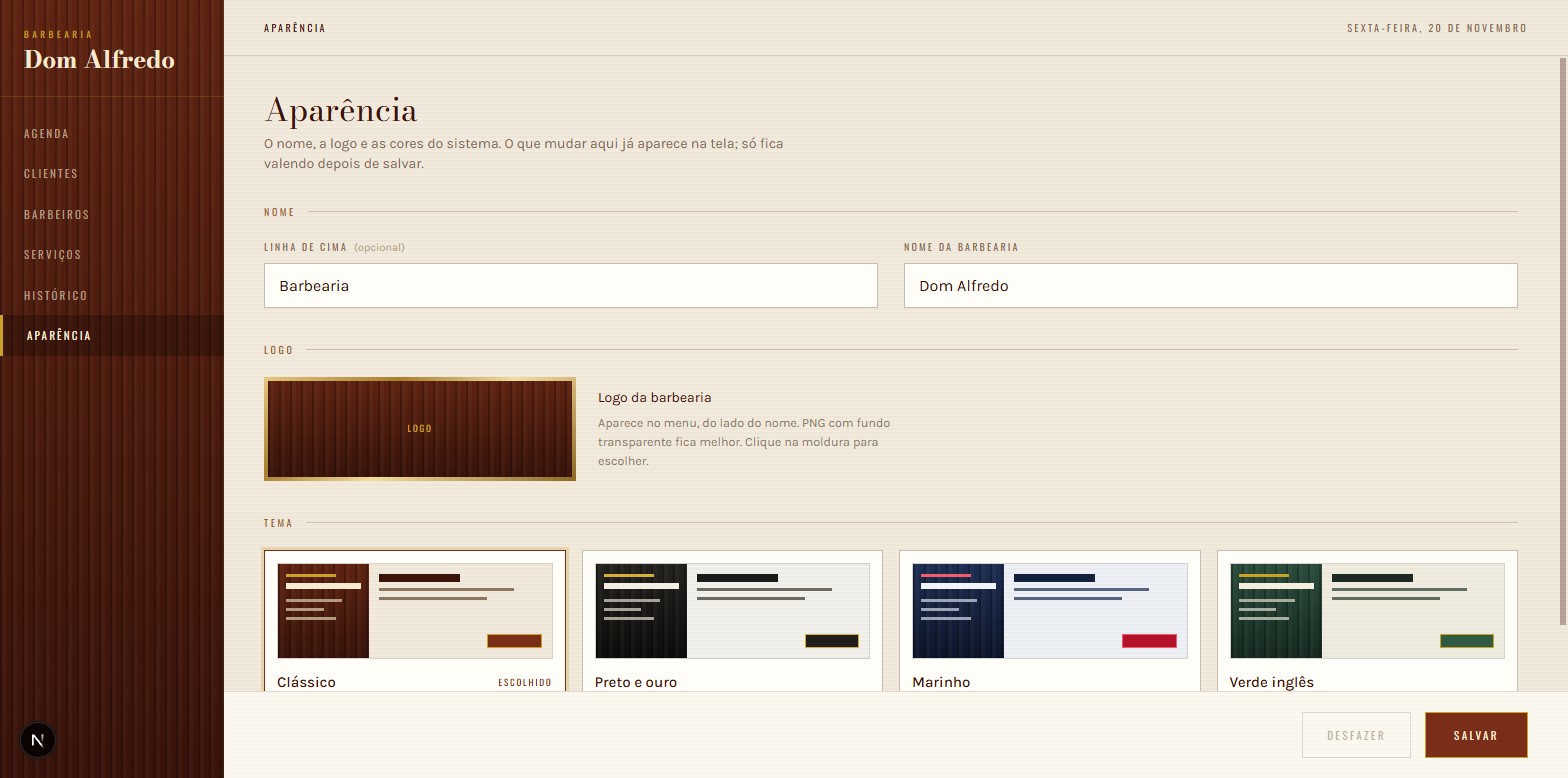 BARBEARIA
Dom Alfredo
AGENDA
CLIENTES
BARBEIROS
SERVIÇOS
HISTÓRICO
APARÊNCIA
N
APARÊNCIA
SEXTA-FEIRA, 20 DE NOVEMBRO
Aparência
O nome, a logo e as cores do sistema. O que mudar aqui já aparece na tela; só fica
valendo depois de salvar.
NOME
LINHA DE CIMA (opcional)
Barbearia
NOME DA BARBEARIA
Dom Alfredo
LOGO
LOGO
Logo da barbearia
Aparece no menu, do lado do nome. PNG com fundo
transparente fica melhor. Clique na moldura para
escolher.
TEMA
Clássico
ESCOLHIDO
Preto e ouro
Marinho
Verde inglês
DESFAZER
SALVAR